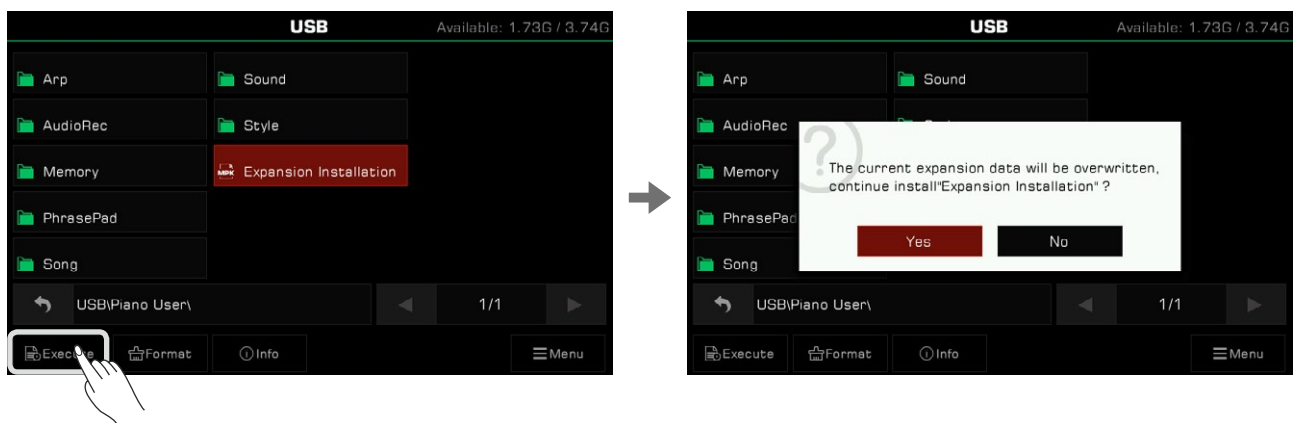 USB
Available: 1.73G / 3.74G
Arp
Sound
AudioRec
Style
Memory
MPK
Expansion Installation
PhrasePad
Song
USB\Piano User\
1/1
Execute
Format
Info
Menu
USB
Available: 1.73G / 3.74G
Arp
Sound
AudioRec
Memory
PhrasePad
Song
The current expansion data will be overwritten,
continue install"Expansion Installation" ?
Yes
No
USB\Piano User\
1/1
Execute
Format
Info
Menu